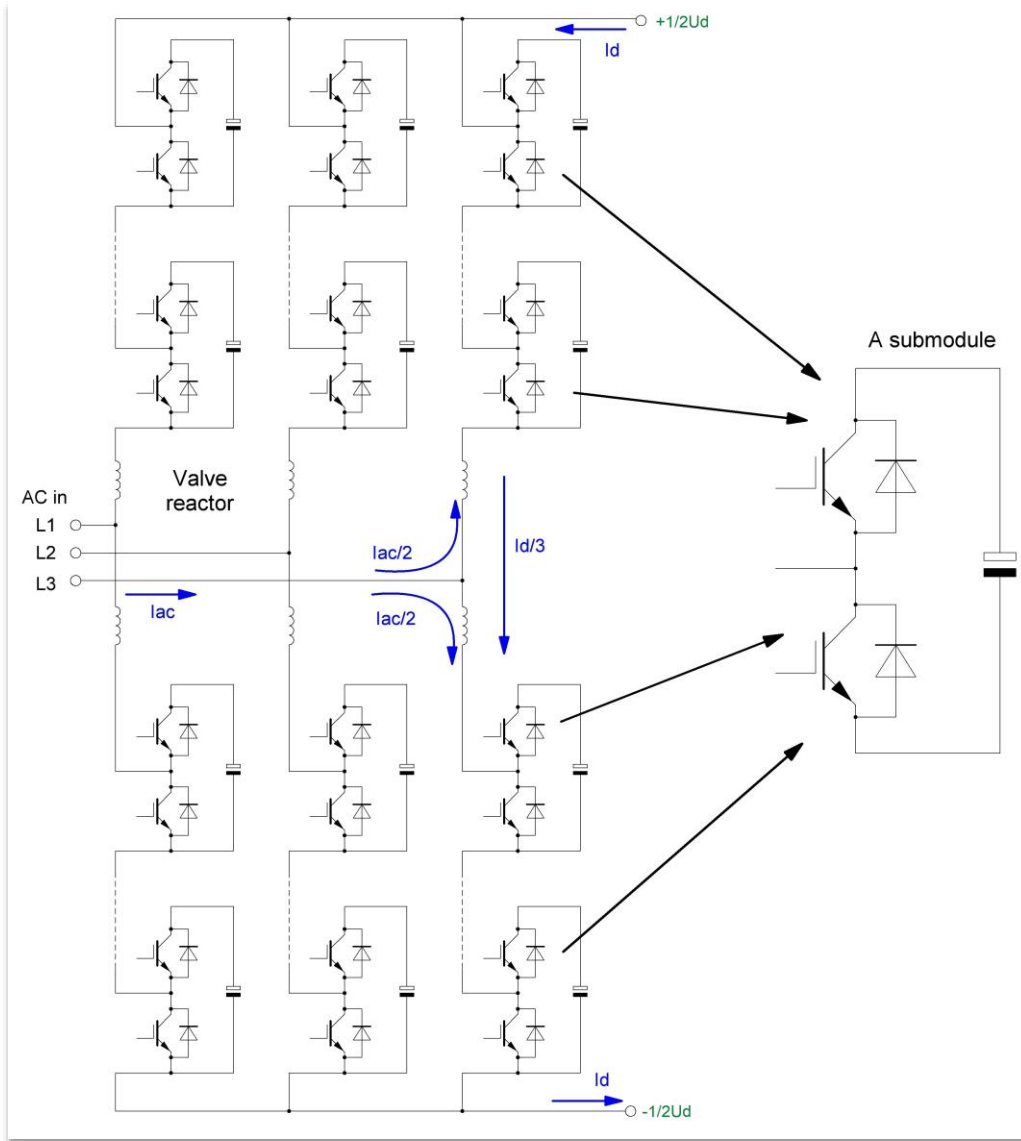 +1/2Ud
Id
A submodule
Valve
reactor
AC in
L1
L2
L3
Iac/2
Id/3
Iac
Iac/2
Id
-1/2Ud